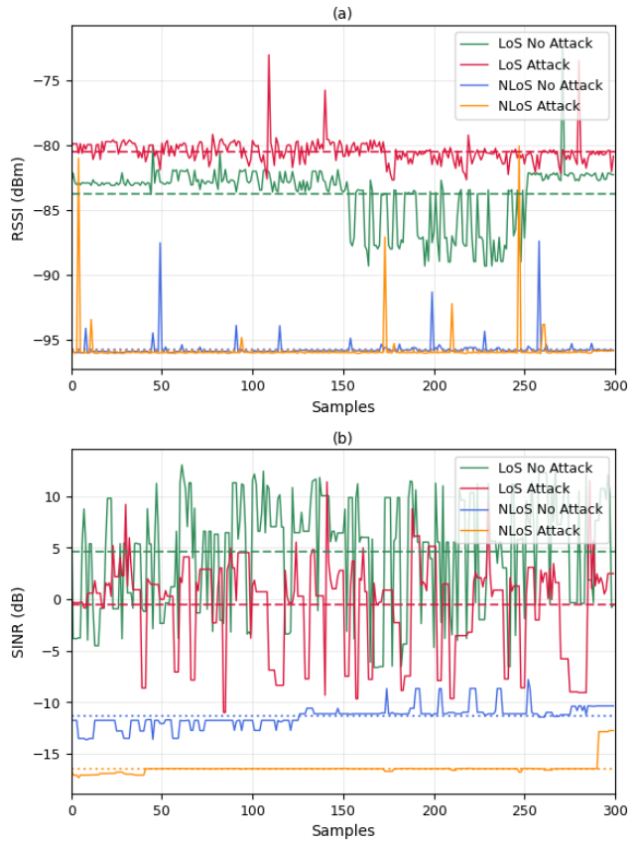 (a)
LoS No Attack
LoS Attack
NLoS No Attack
NLoS Attack
RSSI (dBm)
−75
−80
−85
−90
−95
0 50 100 150 200 250 300
Samples
(b)
LoS No Attack
LoS Attack
NLoS No Attack
NLoS Attack
SINR (dB)
10
5
0
−5
−10
−15
0 50 100 150 200 250 300
Samples